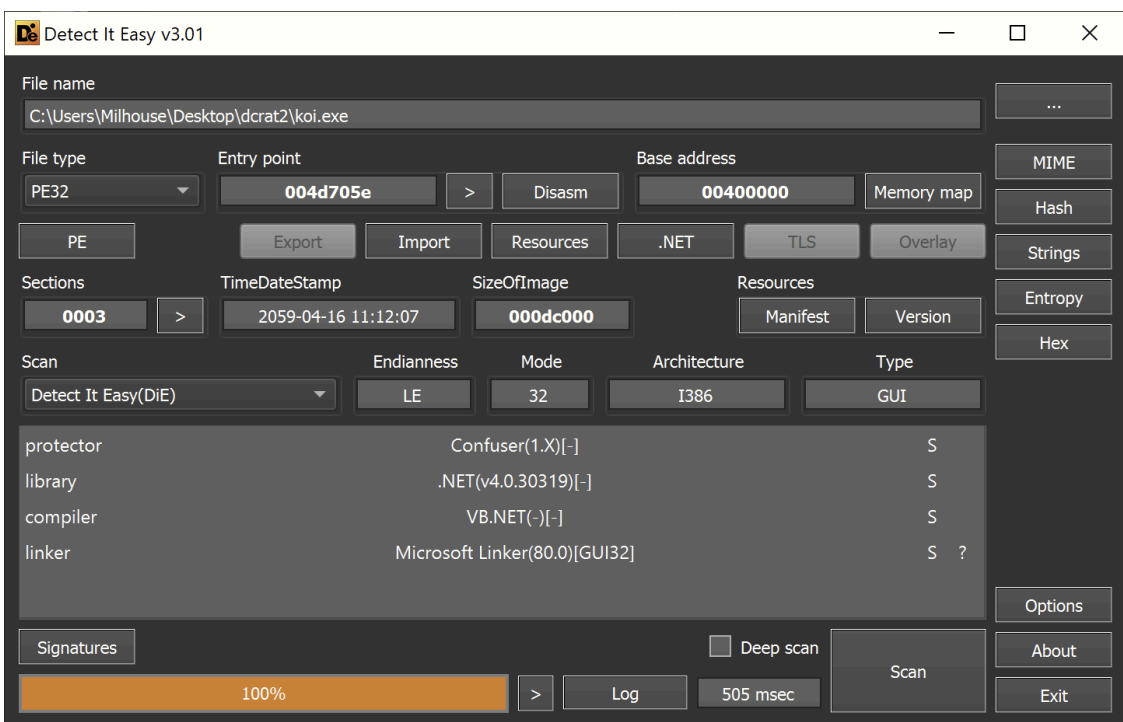 Detect It Easy v3.01
File name
C:\Users\Milhouse\Desktop\dcrat2\koi.exe
...
File type Entry point Base address
PE32 004d705e > Disasm 00400000 Memory map
MIME
Hash
PE Export Import Resources .NET TLS Overlay
Strings
Sections TimeDateStamp SizeOfImage Resources
0003 > 2059-04-16 11:12:07 000dc000 Manifest Version
Entropy
Hex
Scan Endianness Mode Architecture Type
Detect It Easy(DiE) LE 32 I386 GUI
protector Confuser(1.X)[-] S
library .NET(v4.0.30319)[-] S
compiler VB.NET(-)[-] S
linker Microsoft Linker(80.0)[GUI32] S ?
Options
Signatures Deep scan Scan About
100% > Log 505 msec Exit